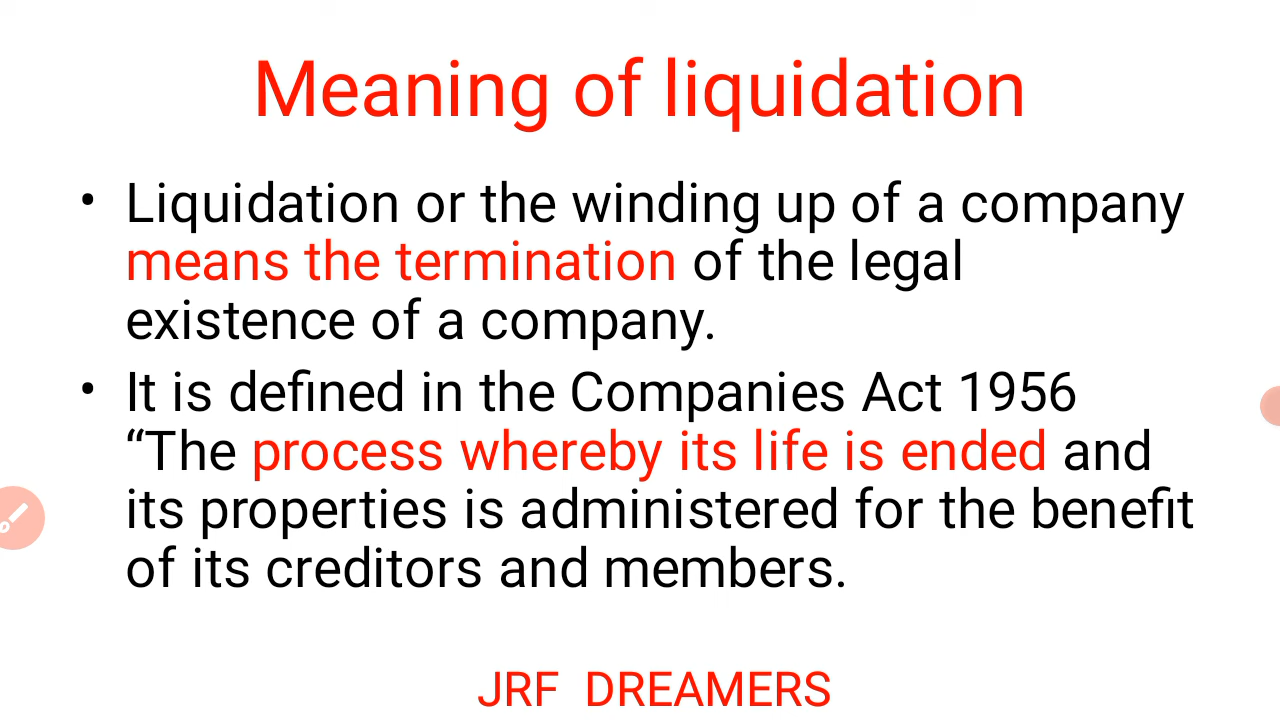 Meaning of liquidation
• Liquidation or the winding up of a company
means the termination of the legal
existence of a company.
• It is defined in the Companies Act 1956
“The process whereby its life is ended and
its properties is administered for the benefit
of its creditors and members.
JRF DREAMERS